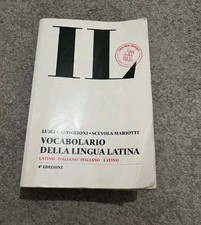 IL
LUIGI CASTIGLIONI · SCEVOLA MARIOTTI
VOCABOLARIO
DELLA LINGUA LATINA
LATINO · ITALIANO ITALIANO · LATINO
4ª EDIZIONE